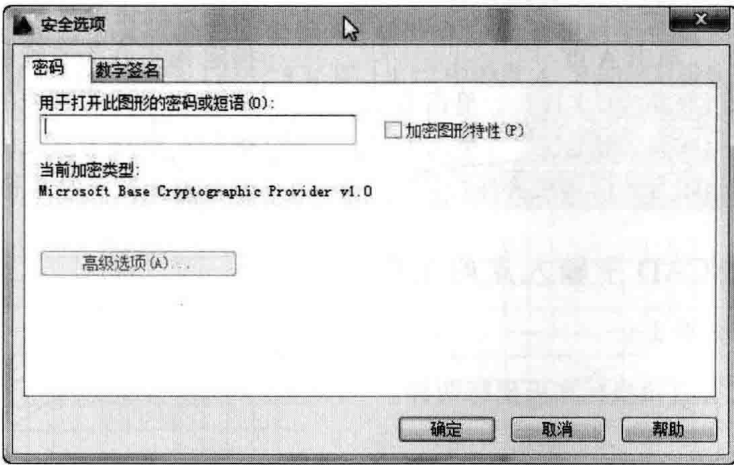 安全选项
密码 数字签名
用于打开此图形的密码或短语(O):
加密图形特性(P)
当前加密类型:
Microsoft Base Cryptographic Provider v1.0
高级选项(A)...
CAD
确定 取消 帮助